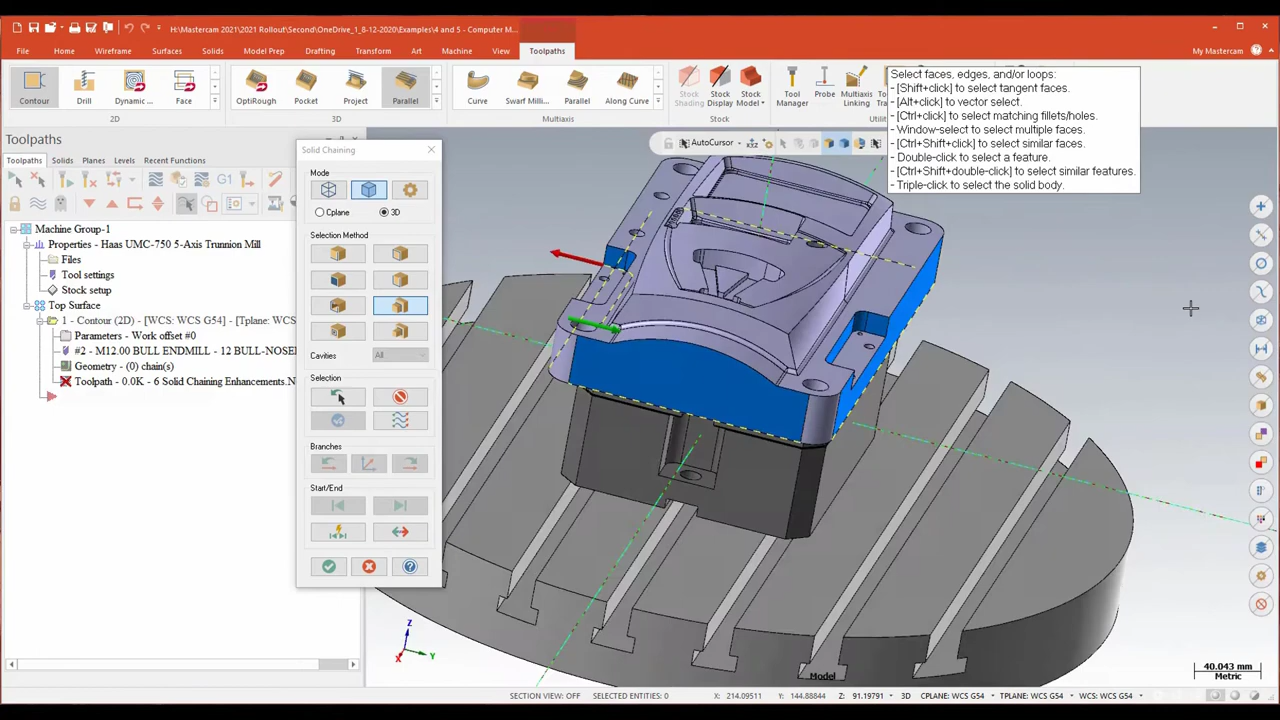 H:\Mastercam 2021\2021 Rollout\Second\OneDrive_1_8-12-2020\Examples\4 and 5 - Computer M...
File Home Wireframe Surfaces Solids Model Prep Drafting Transform Art Machine View Toolpaths My Mastercam
Contour Drill Dynamic ... Face OptiRough Pocket Project Parallel Curve Swarf Milli... Parallel Along Curve Stock Shading Stock Display Stock Model Tool Manager Probe Multiaxis Linking
2D 3D Multiaxis Stock
Select faces, edges, and/or loops:
- [Shift+click] to select tangent faces.
- [Alt+click] to vector select.
- [Ctrl+click] to select matching fillets/holes.
- Window-select to select multiple faces.
- [Ctrl+Shift+click] to select similar faces.
- Double-click to select a feature.
- [Ctrl+Shift+double-click] to select similar features.
- Triple-click to select the solid body.
Toolpaths
Toolpaths Solids Planes Levels Recent Functions
G1
Machine Group-1
Properties - Haas UMC-750 5-Axis Trunnion Mill
Files
Tool settings
Stock setup
Top Surface
1 - Contour (2D) - [WCS: WCS G54] - [Tplane: WCS
Parameters - Work offset #0
#2 - M12.00 BULL ENDMILL - 12 BULL-NOSE
Geometry - (0) chain(s)
Toolpath - 0.0K - 6 Solid Chaining Enhancements.N
Solid Chaining
Mode
Cplane 3D
Selection Method
Cavities All
Selection
Branches
Start/End
AutoCursor
Z
X Y
Model
40.043 mm
Metric
SECTION VIEW: OFF SELECTED ENTITIES: 0 X: 214.09511 Y: 144.88844 Z: 91.19791 3D CPLANE: WCS G54 TPLANE: WCS G54 WCS: WCS G54